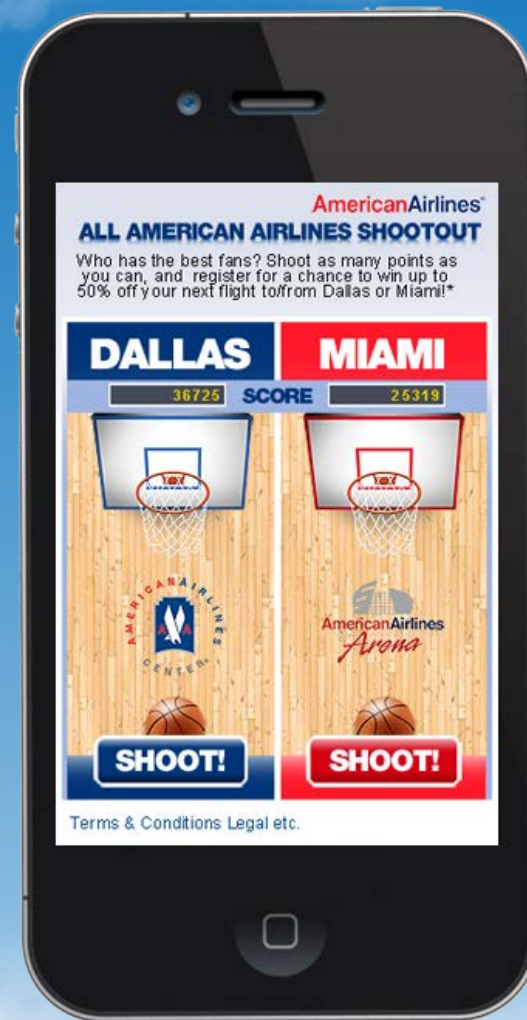 AmericanAirlines
ALL AMERICAN AIRLINES SHOOTOUT
Who has the best fans? Shoot as many points as
you can, and register for a chance to win up to
50% off your next flight to/from Dallas or Miami!*
DALLAS MIAMI
36725 SCORE 25319
AMERICAN AIRLINES
CENTER
AmericanAirlines
Arena
SHOOT! SHOOT!
Terms & Conditions Legal etc.